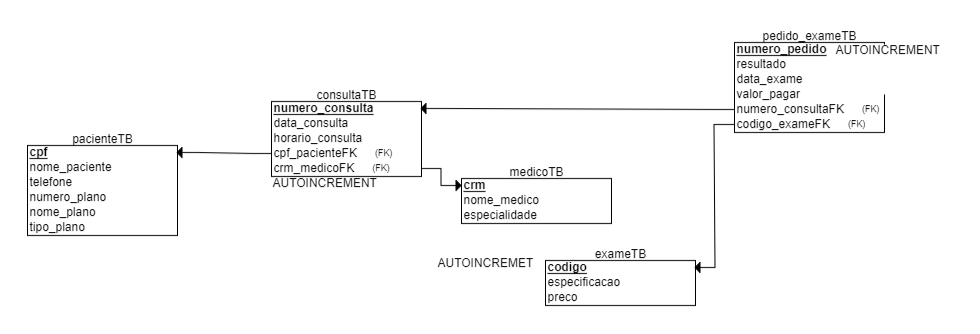 pedido_exameTB
numero_pedido AUTOINCREMENT
resultado
data_exame
valor_pagar
numero_consultaFK (FK)
codigo_exameFK (FK)
consultaTB
numero_consulta
data_consulta
horario_consulta
cpf_pacienteFK (FK)
crm_medicoFK (FK)
AUTOINCREMENT
pacienteTB
cpf
nome_paciente
telefone
numero_plano
nome_plano
tipo_plano
medicoTB
crm
nome_medico
especialidade
exameTB
AUTOINCREMET
codigo
especificacao
preco